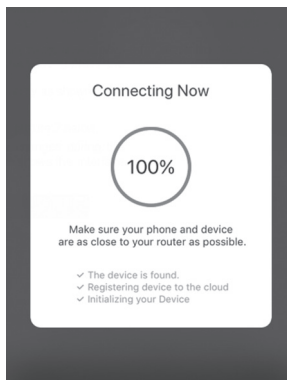 Connecting Now
100%
Make sure your phone and device
are as close to your router as possible.
✓ The device is found.
✓ Registering device to the cloud
✓ Initializing your Device